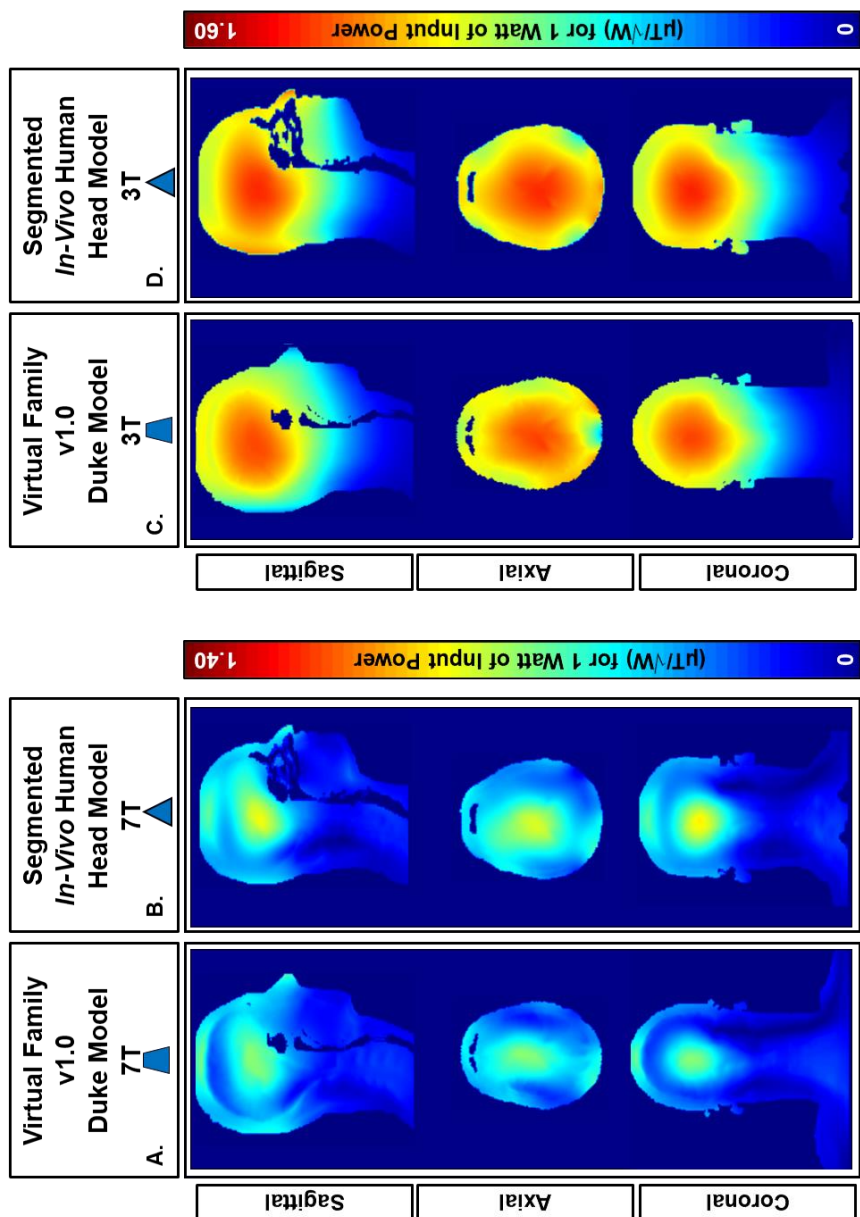 Virtual Family
v1.0
Duke Model
7T
A.
Segmented
In-Vivo Human
Head Model
7T
B.
Sagittal
Axial
Coronal
1.40
(µT/√W) for 1 Watt of Input Power
0
Virtual Family
v1.0
Duke Model
3T
C.
Segmented
In-Vivo Human
Head Model
3T
D.
Sagittal
Axial
Coronal
1.60
(µT/√W) for 1 Watt of Input Power
0